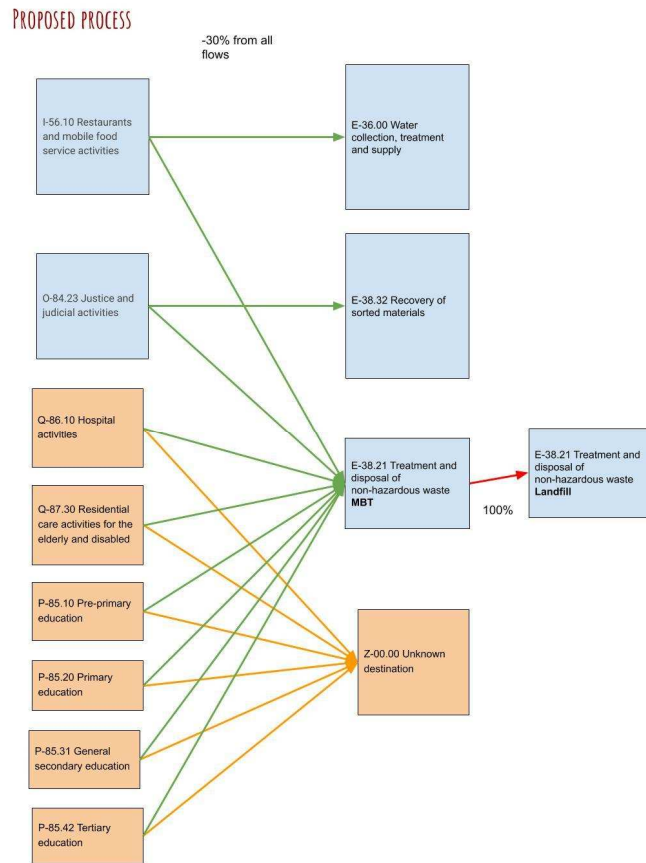 PROPOSED PROCESS
-30% from all
flows
I-56.10 Restaurants
and mobile food
service activities
E-36.00 Water
collection, treatment
and supply
O-84.23 Justice and
judicial activities
E-38.32 Recovery of
sorted materials
Q-86.10 Hospital
activities
E-38.21 Treatment and
disposal of
non-hazardous waste
MBT
E-38.21 Treatment and
disposal of
non-hazardous waste
Landfill
100%
Q-87.30 Residential
care activities for the
elderly and disabled
P-85.10 Pre-primary
education
Z-00.00 Unknown
destination
P-85.20 Primary
education
P-85.31 General
secondary education
P-85.42 Tertiary
education